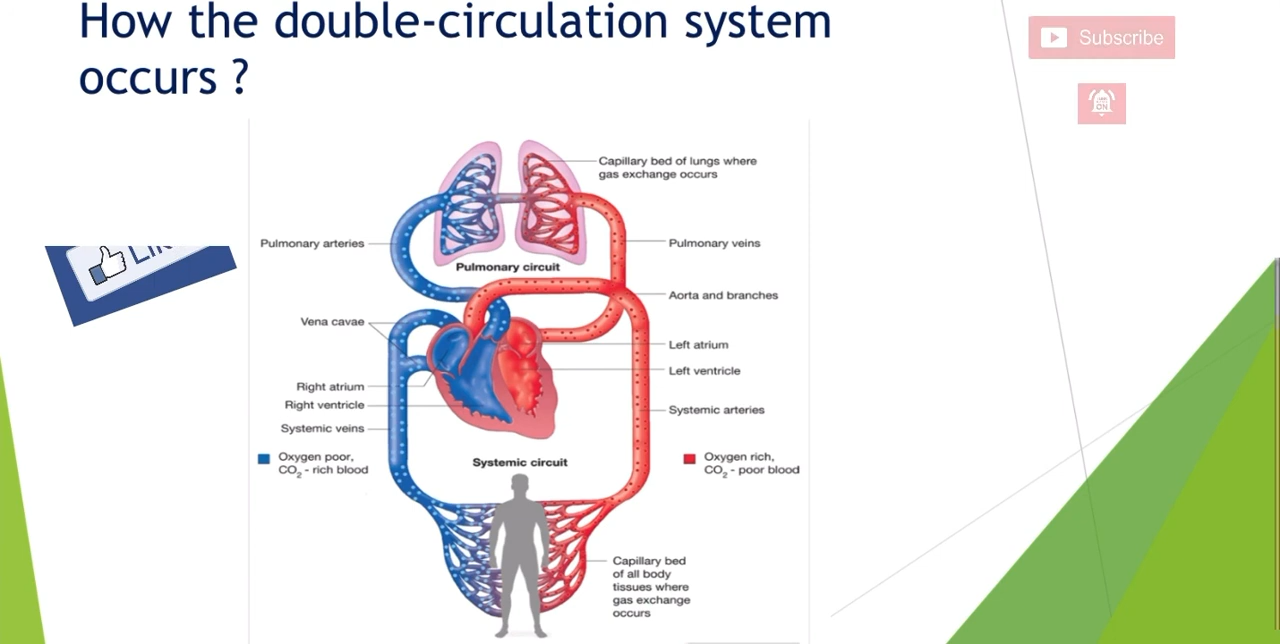 How the double-circulation system
occurs ?
Subscribe
ON
LIK
Capillary bed of lungs where
gas exchange occurs
Pulmonary arteries
Pulmonary veins
Pulmonary circuit
Aorta and branches
Vena cavae
Left atrium
Left ventricle
Right atrium
Right ventricle
Systemic arteries
Systemic veins
Oxygen poor,
CO₂ - rich blood
Systemic circuit
Oxygen rich,
CO₂ - poor blood
Capillary bed
of all body
tissues where
gas exchange
occurs